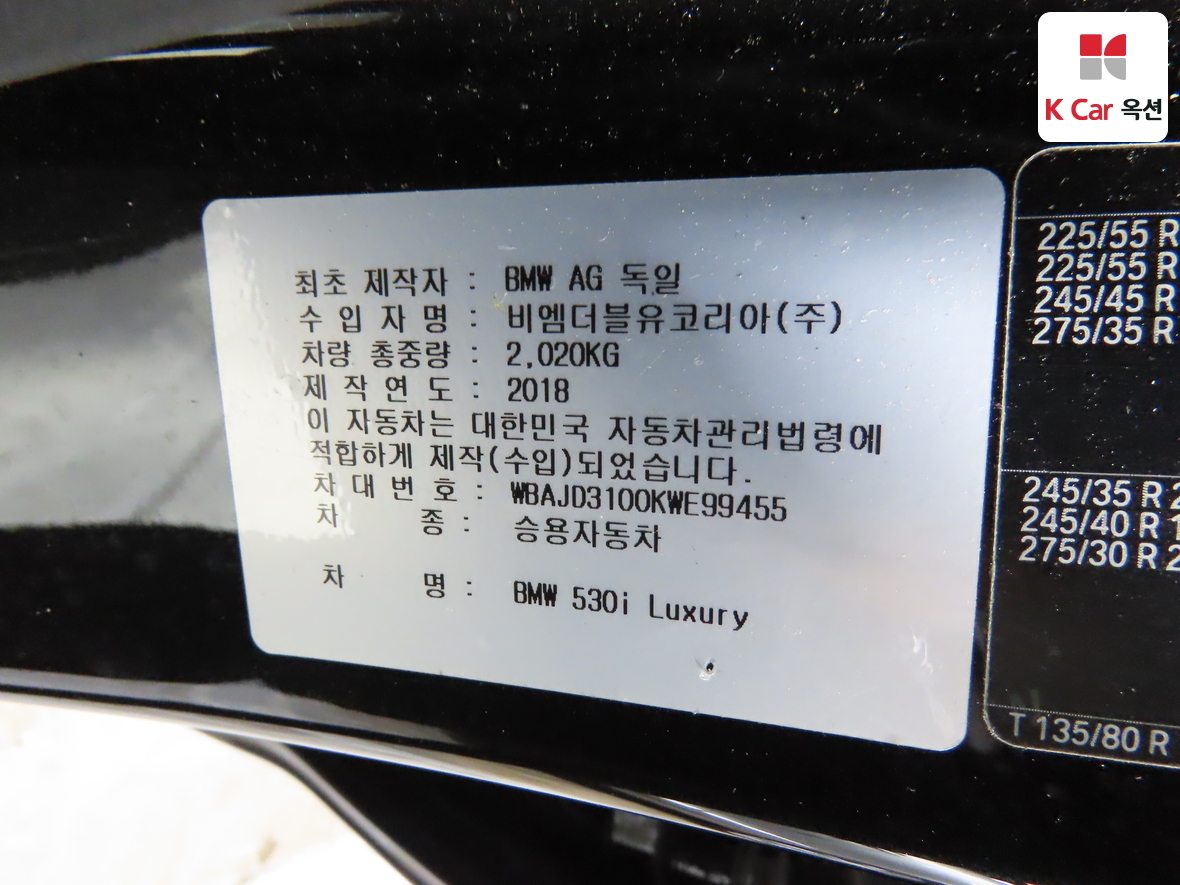 K Car 옥션
최초 제작자 : BMW AG 독일
수 입 자 명 : 비엠더블유코리아(주)
차량 총중량 : 2,020KG
제 작 연 도 : 2018
이 자동차는 대한민국 자동차관리법령에
적합하게 제작(수입)되었습니다.
차 대 번 호 : WBAJD3100KWE99455
차 종 : 승용자동차
차 명 : BMW 530i Luxury
225/55 R
225/55 R
245/45 R
275/35 R
245/35 R 2
245/40 R 1
275/30 R 2
T 135/80 R